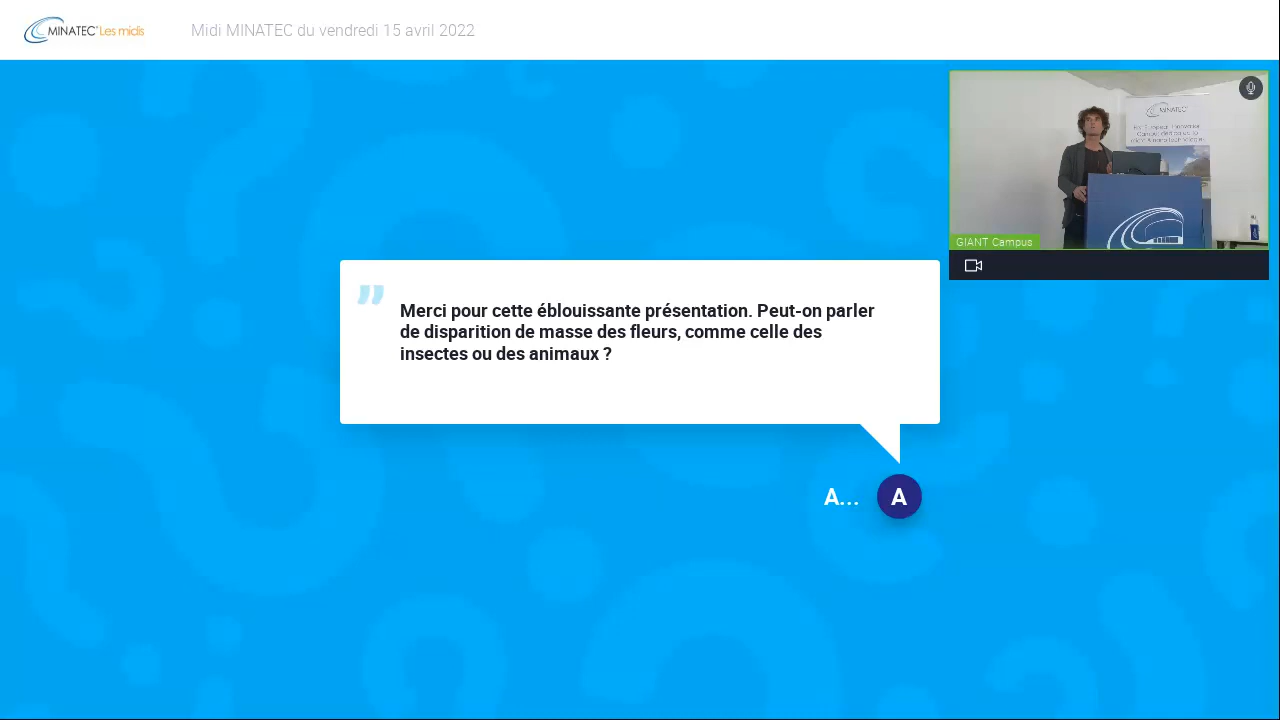 MINATEC Les midis
Midi MINATEC du vendredi 15 avril 2022
MINATEC
GIANT Campus
Merci pour cette éblouissante présentation. Peut-on parler
de disparition de masse des fleurs, comme celle des
insectes ou des animaux ?
A... A